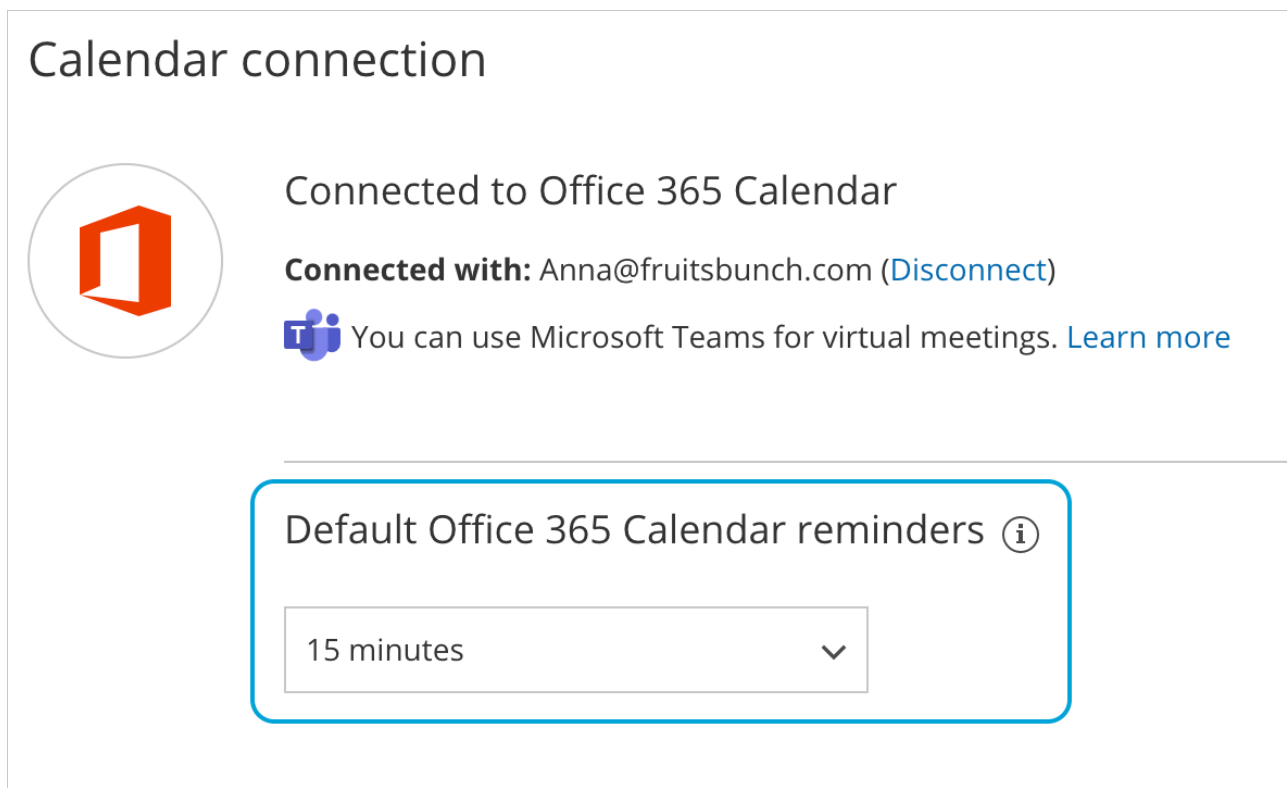 Calendar connection
Connected to Office 365 Calendar
Connected with: Anna@fruitsbunch.com (Disconnect)
T You can use Microsoft Teams for virtual meetings. Learn more
Default Office 365 Calendar reminders i
15 minutes